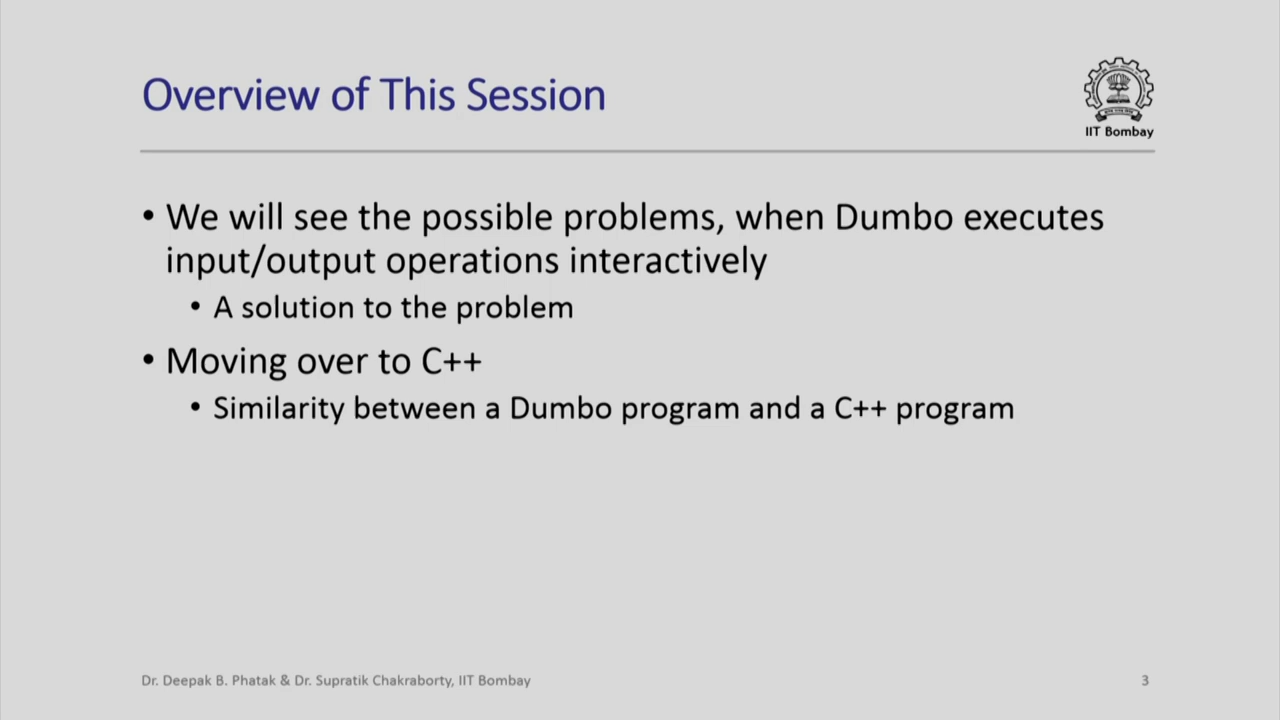 Overview of This Session
IIT Bombay
• We will see the possible problems, when Dumbo executes
input/output operations interactively
• A solution to the problem
• Moving over to C++
• Similarity between a Dumbo program and a C++ program
Dr. Deepak B. Phatak & Dr. Supratik Chakraborty, IIT Bombay
3